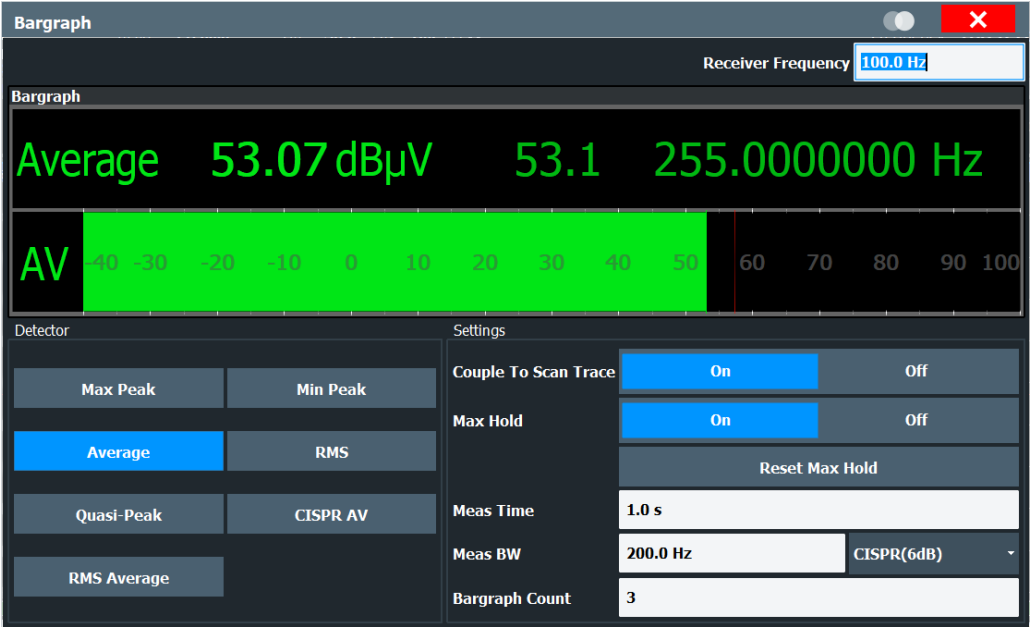 Bargraph
Receiver Frequency 100.0 Hz
Bargraph
Average 53.07 dBµV 53.1 255.0000000 Hz
AV -40 -30 -20 -10 0 10 20 30 40 50 60 70 80 90 100
Detector
Max Peak Min Peak
Average RMS
Quasi-Peak CISPR AV
RMS Average
Settings
Couple To Scan Trace On Off
Max Hold On Off
Reset Max Hold
Meas Time 1.0 s
Meas BW 200.0 Hz CISPR(6dB)
Bargraph Count 3